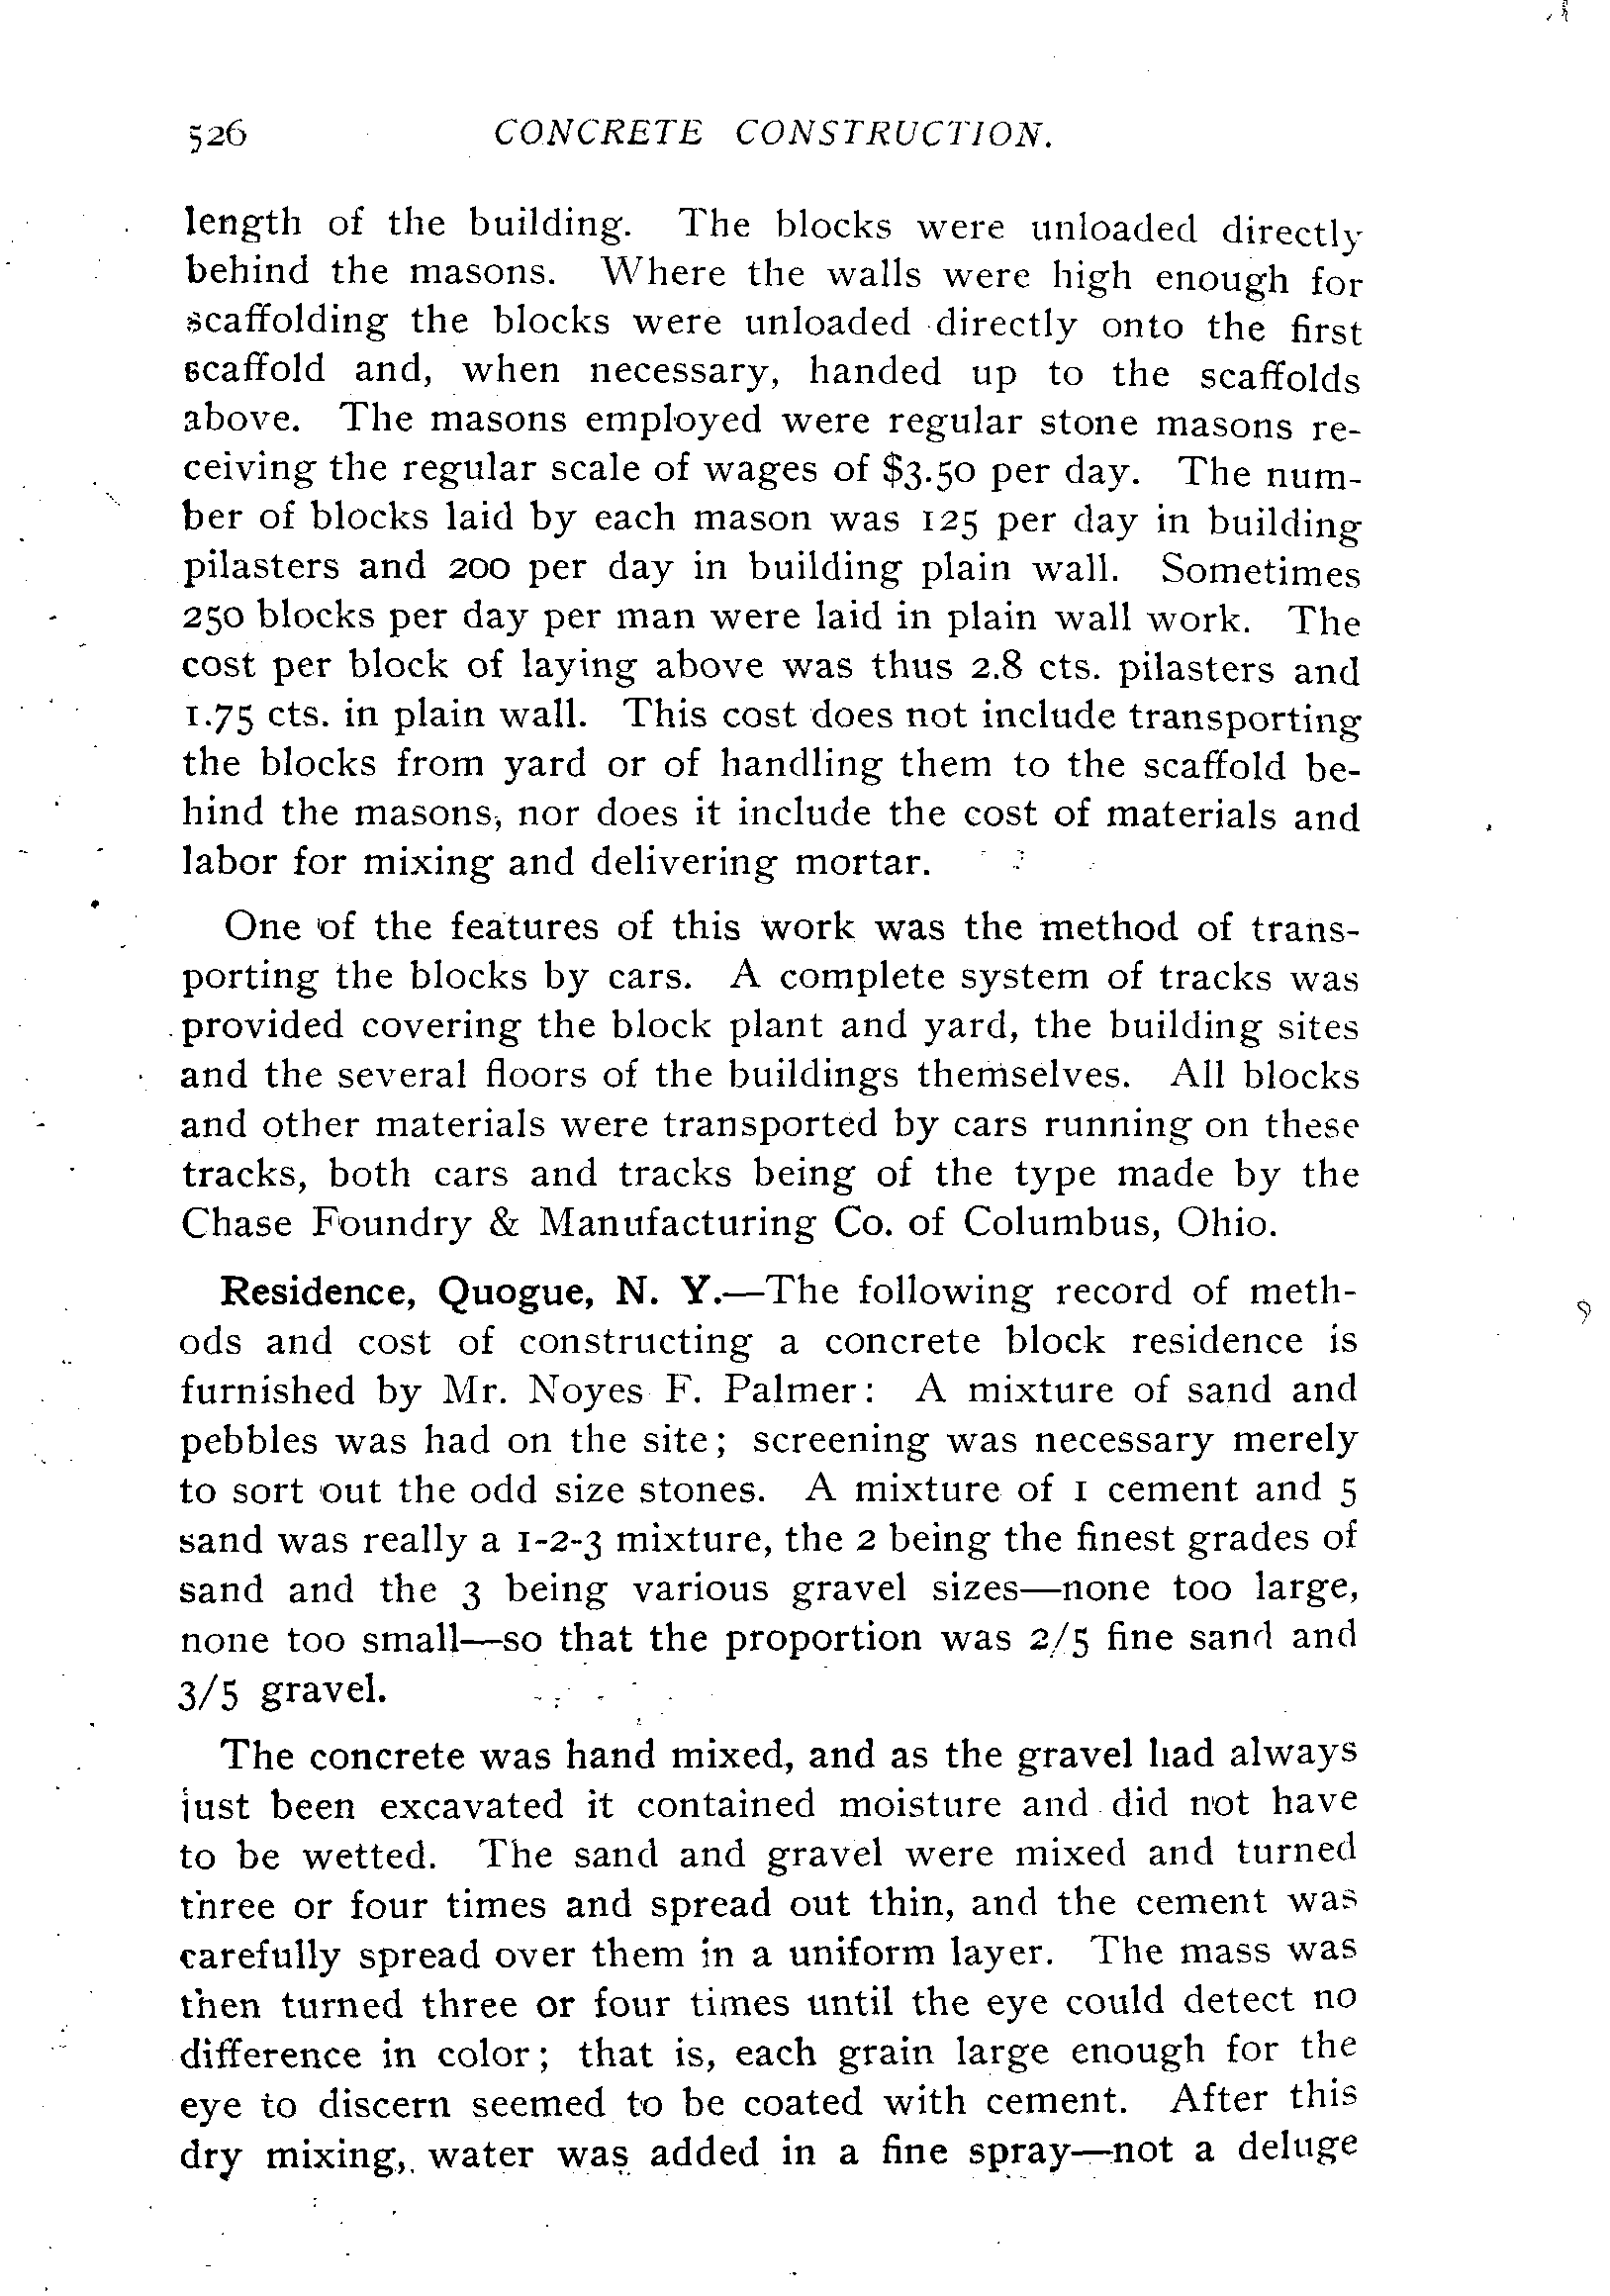 526 CONCRETE CONSTRUCTION.
length of the building. The blocks were unloaded directly
behind the masons. Where the walls were high enough for
scaffolding the blocks were unloaded directly onto the first
scaffold and, when necessary, handed up to the scaffolds
above. The masons employed were regular stone masons re-
ceiving the regular scale of wages of $3.50 per day. The num-
ber of blocks laid by each mason was 125 per day in building
pilasters and 200 per day in building plain wall. Sometimes
250 blocks per day per man were laid in plain wall work. The
cost per block of laying above was thus 2.8 cts. pilasters and
1.75 cts. in plain wall. This cost does not include transporting
the blocks from yard or of handling them to the scaffold be-
hind the masons, nor does it include the cost of materials and
labor for mixing and delivering mortar.
One of the features of this work was the method of trans-
porting the blocks by cars. A complete system of tracks was
provided covering the block plant and yard, the building sites
and the several floors of the buildings themselves. All blocks
and other materials were transported by cars running on these
tracks, both cars and tracks being of the type made by the
Chase Foundry & Manufacturing Co. of Columbus, Ohio.
Residence, Quogue, N. Y.—The following record of meth-
ods and cost of constructing a concrete block residence is
furnished by Mr. Noyes F. Palmer: A mixture of sand and
pebbles was had on the site; screening was necessary merely
to sort out the odd size stones. A mixture of 1 cement and 5
sand was really a 1-2-3 mixture, the 2 being the finest grades of
sand and the 3 being various gravel sizes—none too large,
none too small—so that the proportion was 2/5 fine sand and
3/5 gravel.
The concrete was hand mixed, and as the gravel had always
just been excavated it contained moisture and did not have
to be wetted. The sand and gravel were mixed and turned
three or four times and spread out thin, and the cement was
carefully spread over them in a uniform layer. The mass was
then turned three or four times until the eye could detect no
difference in color; that is, each grain large enough for the
eye to discern seemed to be coated with cement. After this
dry mixing, water was added in a fine spray—not a deluge